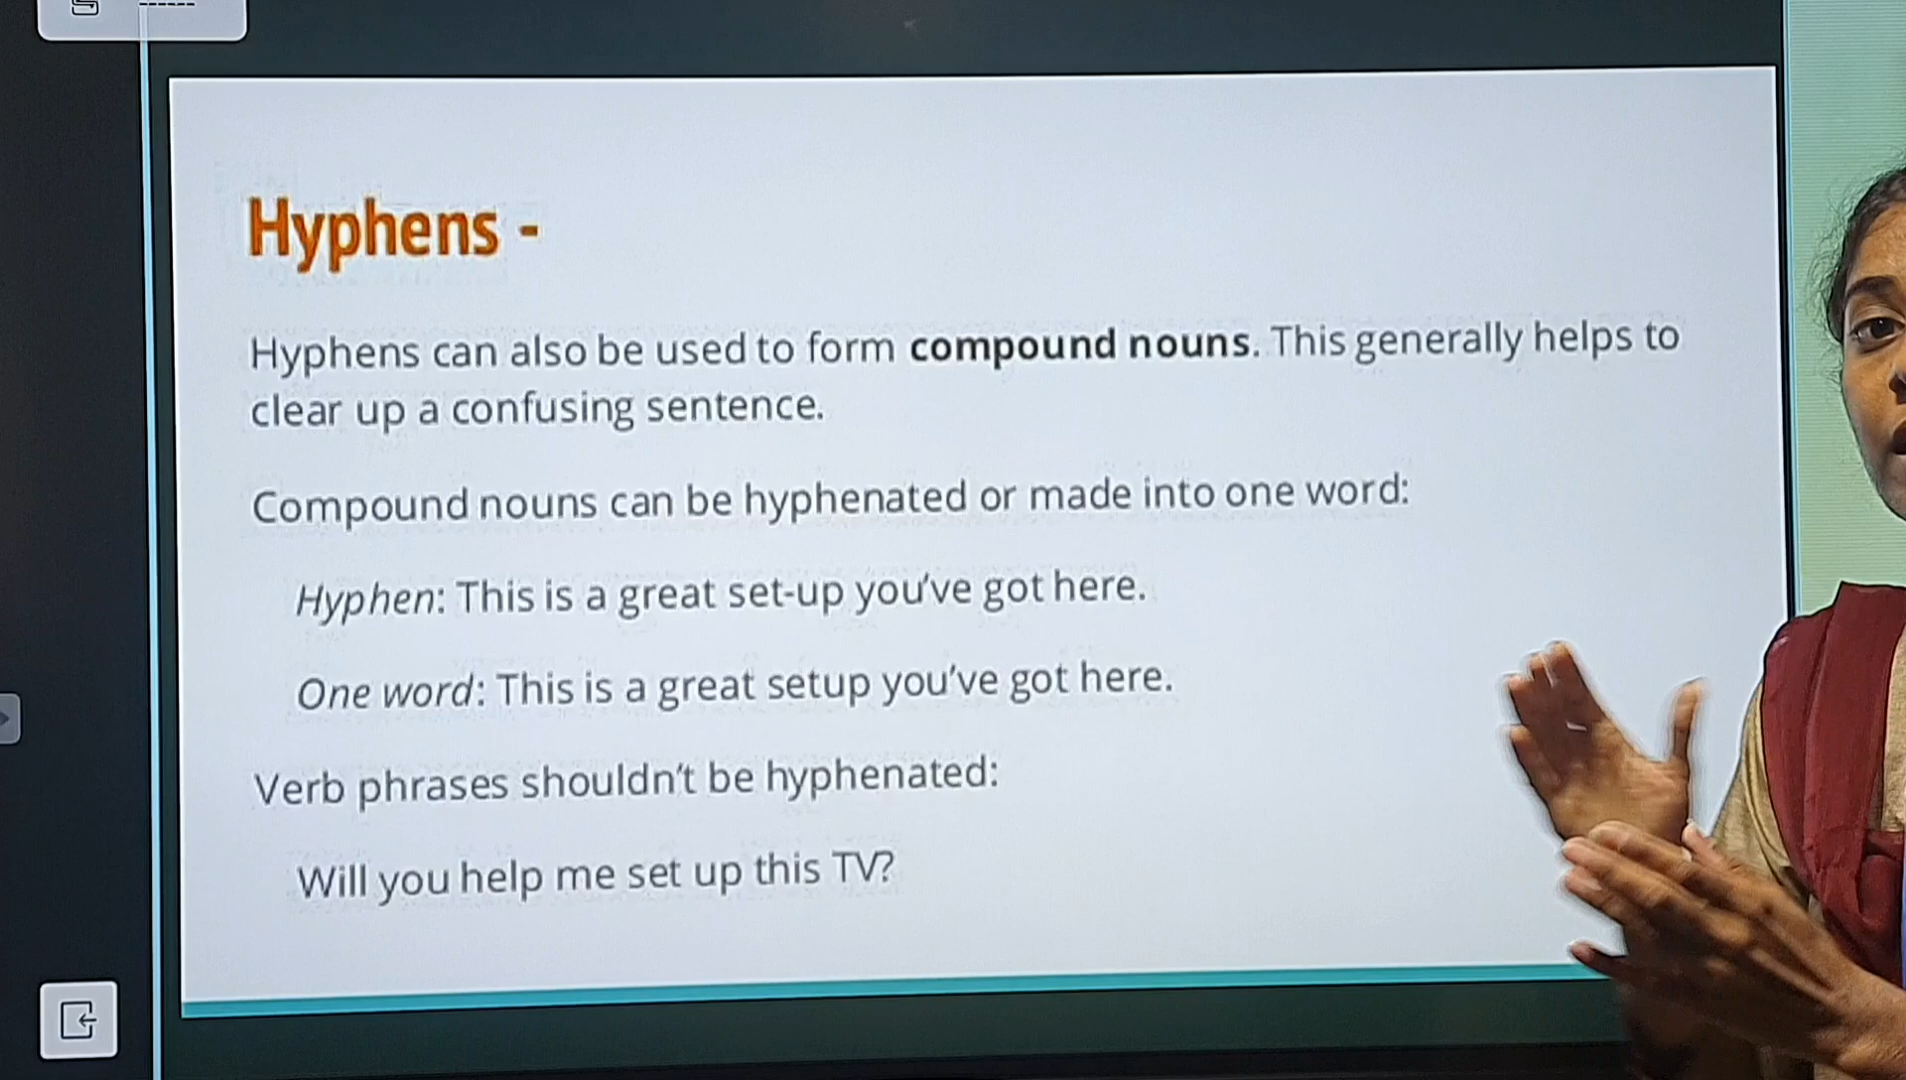 Hyphens -
Hyphens can also be used to form compound nouns. This generally helps to
clear up a confusing sentence.
Compound nouns can be hyphenated or made into one word:
Hyphen: This is a great set-up you've got here.
One word: This is a great setup you've got here.
Verb phrases shouldn't be hyphenated:
Will you help me set up this TV?